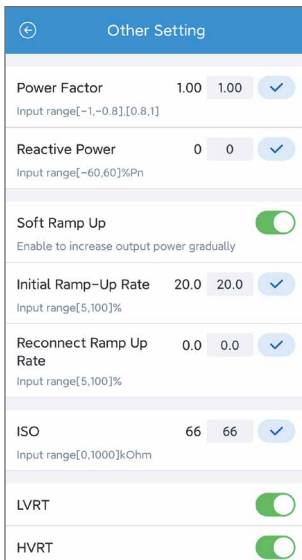 Other Setting
Power Factor 1.00 1.00
Input range[-1,-0.8],[0.8,1]
Reactive Power 0 0
Input range[-60,60]%Pn
Soft Ramp Up
Enable to increase output power gradually
Initial Ramp-Up Rate 20.0 20.0
Input range[5,100]%
Reconnect Ramp Up 0.0 0.0
Rate
Input range[5,100]%
ISO 66 66
Input range[0,1000]kOhm
LVRT
HVRT